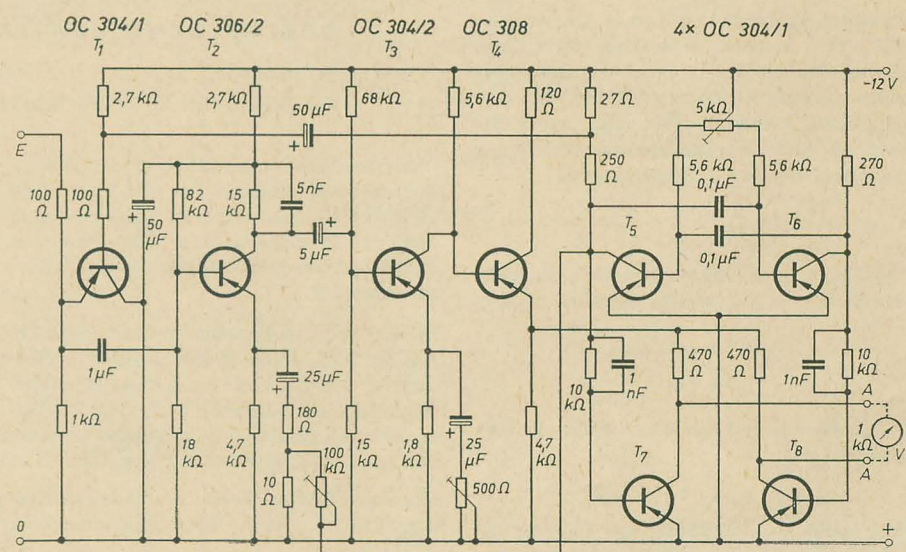 OC 304/1
OC 306/2
OC 304/2
OC 308
4× OC 304/1
T1
T2
T3
T4
-12 V
2,7 kΩ
2,7 kΩ
50 µF
+
68 kΩ
5,6 kΩ
120 Ω
27 Ω
5 kΩ
E
100 Ω
100 Ω
50 µF
+
82 kΩ
15 kΩ
5 nF
5 µF
+
250 Ω
5,6 kΩ
5,6 kΩ
0,1 µF
0,1 µF
270 Ω
T5
T6
1 µF
25 µF
+
10 kΩ
1 nF
470 Ω
470 Ω
1 nF
10 kΩ
A
1 kΩ
18 kΩ
4,7 kΩ
180 Ω
10 Ω
100 kΩ
15 kΩ
1,8 kΩ
25 µF
+
500 Ω
4,7 kΩ
T7
T8
1 kΩ
V
A
0
+